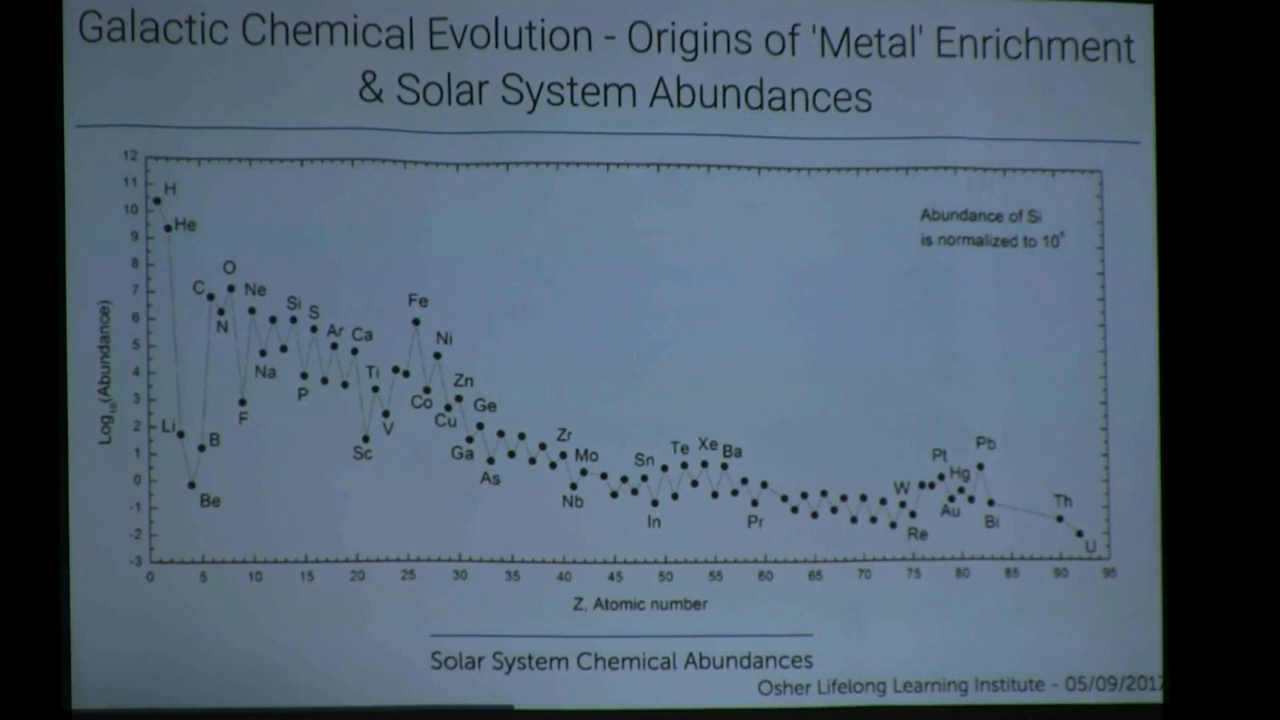 Galactic Chemical Evolution - Origins of 'Metal' Enrichment
& Solar System Abundances
12
11
10
9
8
7
6
5
4
3
2
1
0
-1
-2
-3
Log10(Abundance)
H
He
Li
Be
B
C
N
O
F
Ne
Na
Si
P
S
Ar
Ca
Sc
Ti
V
Fe
Co
Ni
Cu
Zn
Ga
Ge
As
Zr
Nb
Mo
Sn
In
Te
Xe
Ba
Pr
W
Re
Pt
Au
Hg
Pb
Bi
Th
U
Abundance of Si
is normalized to 10
0 5 10 15 20 25 30 35 40 45 50 55 60 65 70 75 80 85 90 95
Z, Atomic number
Solar System Chemical Abundances
Osher Lifelong Learning Institute - 05/09/2017